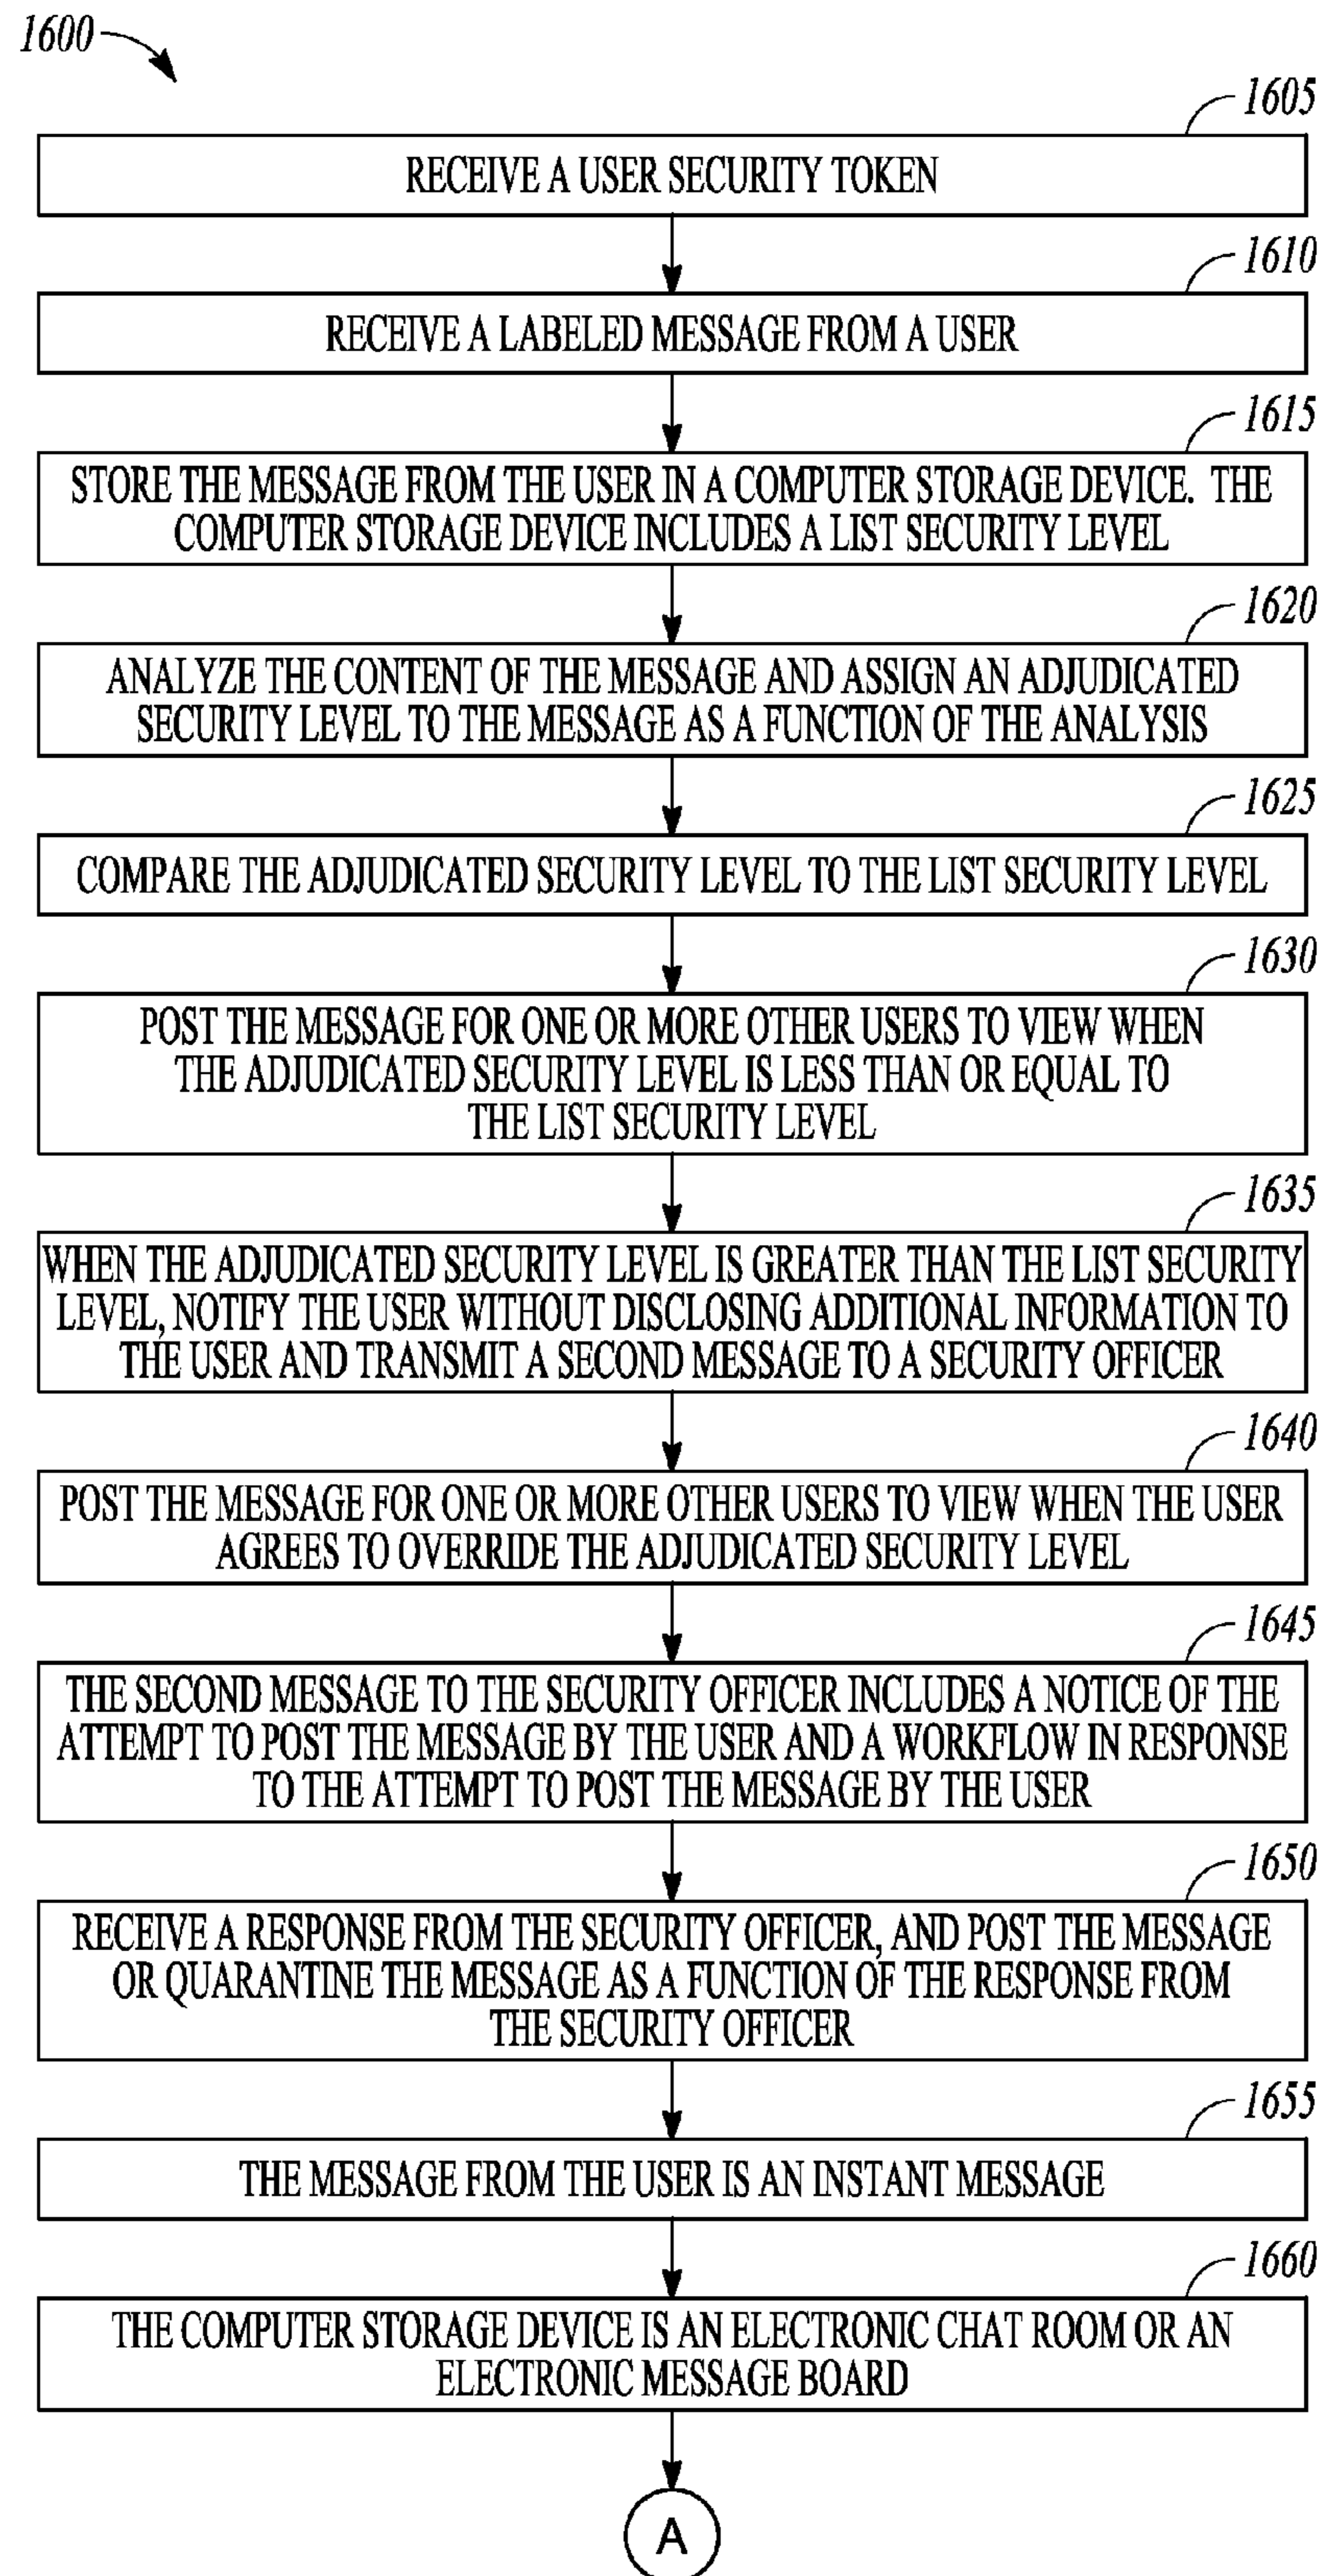 1600
1605
RECEIVE A USER SECURITY TOKEN
1610
RECEIVE A LABELED MESSAGE FROM A USER
1615
STORE THE MESSAGE FROM THE USER IN A COMPUTER STORAGE DEVICE. THE
COMPUTER STORAGE DEVICE INCLUDES A LIST SECURITY LEVEL
1620
ANALYZE THE CONTENT OF THE MESSAGE AND ASSIGN AN ADJUDICATED
SECURITY LEVEL TO THE MESSAGE AS A FUNCTION OF THE ANALYSIS
1625
COMPARE THE ADJUDICATED SECURITY LEVEL TO THE LIST SECURITY LEVEL
1630
POST THE MESSAGE FOR ONE OR MORE OTHER USERS TO VIEW WHEN
THE ADJUDICATED SECURITY LEVEL IS LESS THAN OR EQUAL TO
THE LIST SECURITY LEVEL
1635
WHEN THE ADJUDICATED SECURITY LEVEL IS GREATER THAN THE LIST SECURITY
LEVEL, NOTIFY THE USER WITHOUT DISCLOSING ADDITIONAL INFORMATION TO
THE USER AND TRANSMIT A SECOND MESSAGE TO A SECURITY OFFICER
1640
POST THE MESSAGE FOR ONE OR MORE OTHER USERS TO VIEW WHEN THE USER
AGREES TO OVERRIDE THE ADJUDICATED SECURITY LEVEL
1645
THE SECOND MESSAGE TO THE SECURITY OFFICER INCLUDES A NOTICE OF THE
ATTEMPT TO POST THE MESSAGE BY THE USER AND A WORKFLOW IN RESPONSE
TO THE ATTEMPT TO POST THE MESSAGE BY THE USER
1650
RECEIVE A RESPONSE FROM THE SECURITY OFFICER, AND POST THE MESSAGE
OR QUARANTINE THE MESSAGE AS A FUNCTION OF THE RESPONSE FROM
THE SECURITY OFFICER
1655
THE MESSAGE FROM THE USER IS AN INSTANT MESSAGE
1660
THE COMPUTER STORAGE DEVICE IS AN ELECTRONIC CHAT ROOM OR AN
ELECTRONIC MESSAGE BOARD
A